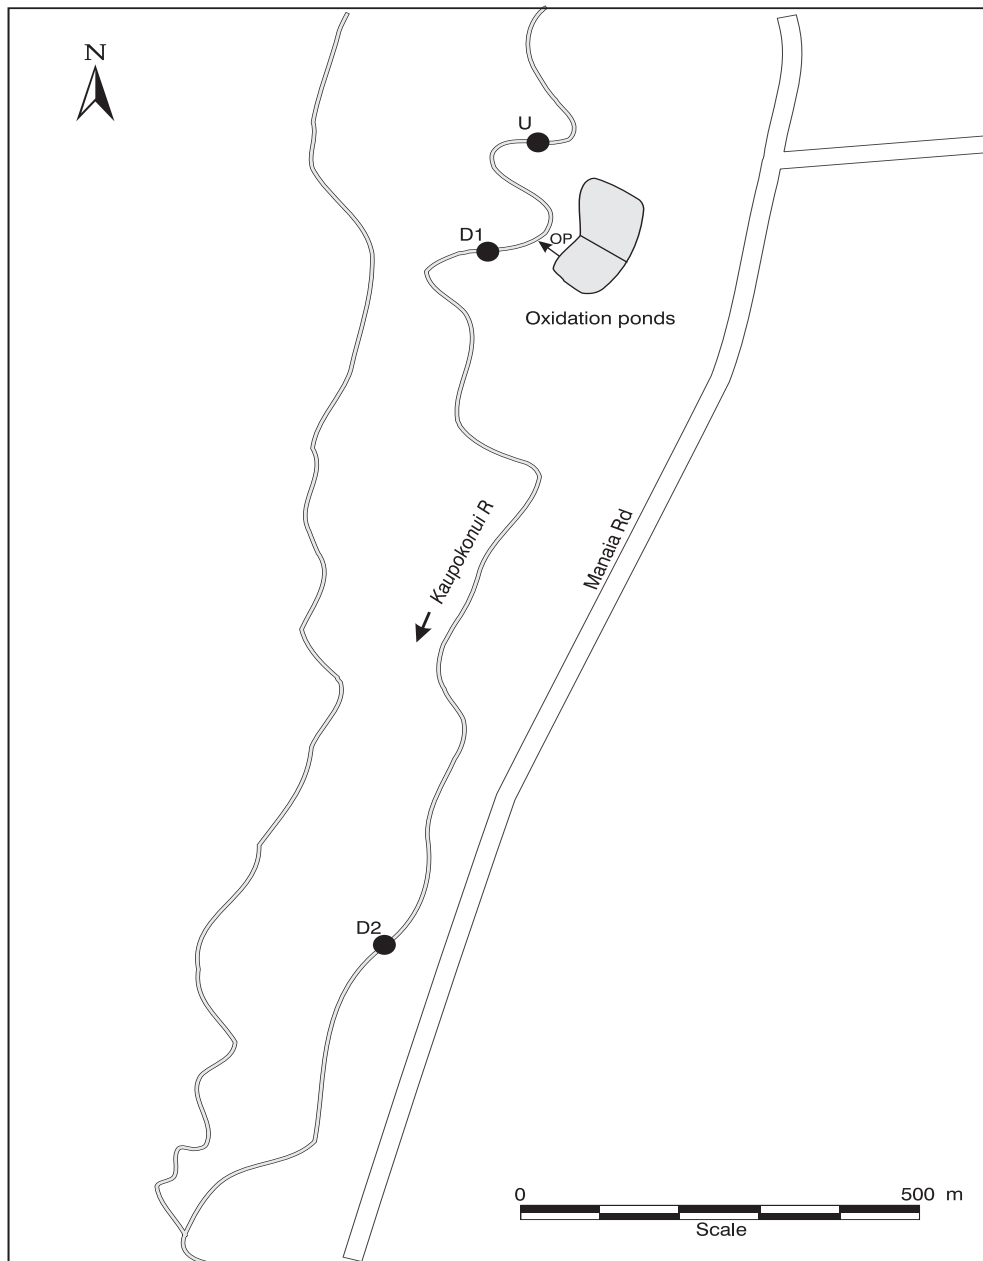 N
U
D1
OP
Oxidation ponds
Kaupokonui R
Manaia Rd
D2
0 500 m
Scale